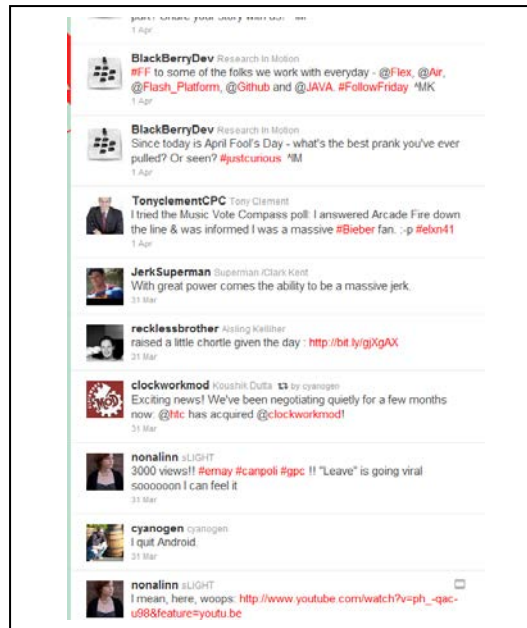 part? Share your story with us! ^IM
1 Apr
BlackBerryDev Research In Motion
#FF to some of the folks we work with everyday - @Flex, @Air,
@Flash_Platform, @Github and @JAVA. #FollowFriday ^MK
1 Apr
BlackBerryDev Research In Motion
Since today is April Fool's Day - what's the best prank you've ever
pulled? Or seen? #justcurious ^IM
1 Apr
TonyclementCPC Tony Clement
I tried the Music Vote Compass poll: I answered Arcade Fire down
the line & was informed I was a massive #Bieber fan. :-p #elxn41
1 Apr
JerkSuperman Superman /Clark Kent
With great power comes the ability to be a massive jerk.
31 Mar
recklessbrother Aisling Kelliher
raised a little chortle given the day : http://bit.ly/gjXgAX
31 Mar
clockworkmod Koushik Dutta by cyanogen
Exciting news! We've been negotiating quietly for a few months
now: @htc has acquired @clockworkmod!
31 Mar
nonalinn sLIGHT
3000 views!! #emay #canpoli #gpc !! "Leave" is going viral
soooooon I can feel it
31 Mar
cyanogen cyanogen
I quit Android.
31 Mar
nonalinn sLIGHT
I mean, here, woops: http://www.youtube.com/watch?v=ph_-qac-
u98&feature=youtu.be